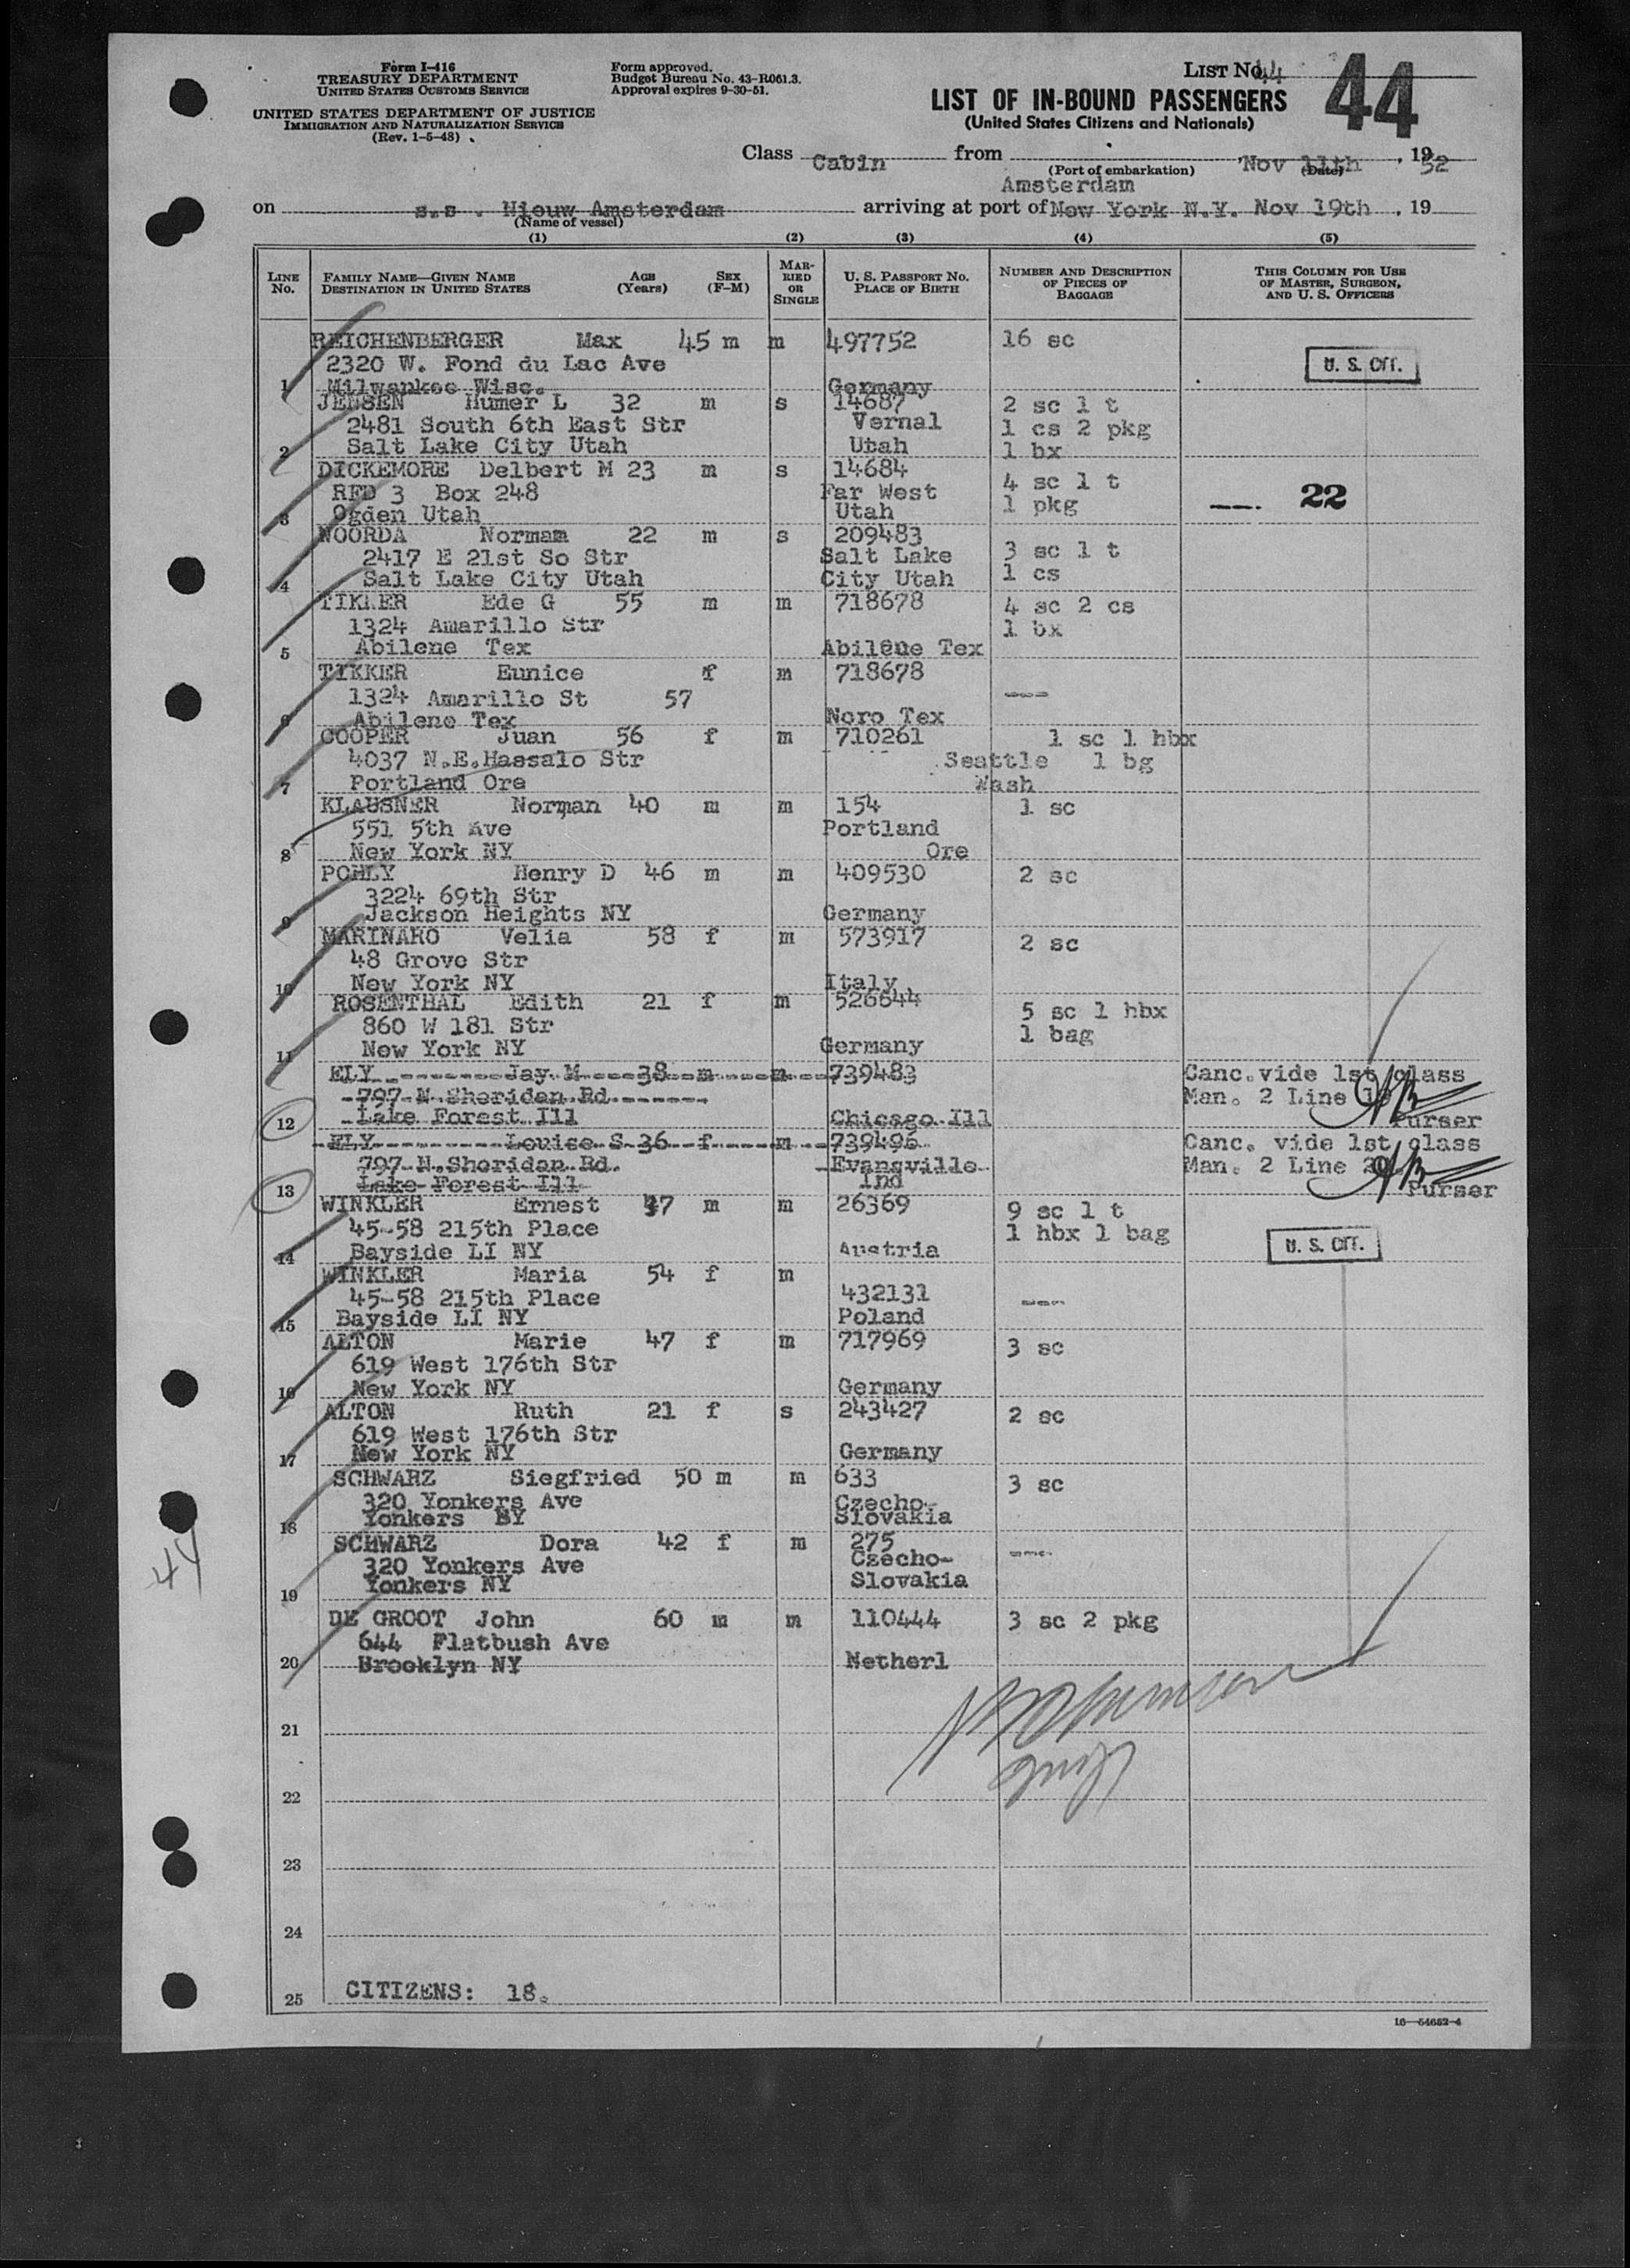 Form I-416
TREASURY DEPARTMENT
UNITED STATES CUSTOMS SERVICE
UNITED STATES DEPARTMENT OF JUSTICE
IMMIGRATION AND NATURALIZATION SERVICE
(Rev. 1-5-48)
Form approved.
Budget Bureau No. 43-R061.3.
Approval expires 9-30-51.
LIST No. 44
44
LIST OF IN-BOUND PASSENGERS
(United States Citizens and Nationals)
Class Cabin from Amsterdam , Nov 11th , 1952
(Port of embarkation) (Date)
on s.s . Nieuw Amsterdam arriving at port of New York N.Y. Nov 19th , 19
(Name of vessel)
(1) (2) (3) (4) (5)
LINE No. FAMILY NAME—GIVEN NAME DESTINATION IN UNITED STATES AGE (Years) SEX (F-M) MARRIED OR SINGLE U. S. PASSPORT NO. PLACE OF BIRTH NUMBER AND DESCRIPTION OF PIECES OF BAGGAGE THIS COLUMN FOR USE OF MASTER, SURGEON, AND U. S. OFFICERS
REICHENBERGER Max 45 m m 497752 16 sc
2320 W. Fond du Lac Ave U. S. Cit.
1 Milwaukee Wisc. Germany
JENSEN Humer L 32 m s 14687 2 sc 1 t
2481 South 6th East Str Vernal 1 cs 2 pkg
2 Salt Lake City Utah Utah 1 bx
DICKEMORE Delbert M 23 m s 14684 4 sc 1 t
RFD 3 Box 248 Far West 1 pkg 22
3 Ogden Utah Utah
NOORDA Normam 22 m s 209483 3 sc 1 t
2417 E 21st So Str Salt Lake 1 cs
4 Salt Lake City Utah City Utah
TIKKER Ede G 55 m m 718678 4 sc 2 cs
1324 Amarillo Str 1 bx
5 Abilene Tex Abilene Tex
TIKKER Eunice f m 718678 ---
1324 Amarillo St 57
6 Abilene Tex Noro Tex
COOPER Juan 56 f m 710261 1 sc 1 hbx
4037 N.E.Hassalo Str Seattle 1 bg
7 Portland Ore Wash
KLAUSNER Norman 40 m m 154 1 sc
551 5th Ave Portland
8 New York NY Ore
POHLY Henry D 46 m m 409530 2 sc
3224 69th Str
9 Jackson Heights NY Germany
MARINARO Velia 58 f m 573917 2 sc
48 Grove Str
10 New York NY Italy
ROSENTHAL Edith 21 f m 526644 5 sc 1 hbx
860 W 181 Str 1 bag
11 New York NY Germany
ELY Jay M 38 m m 739483 Canc.vide 1st class
797 N Sheridan Rd Man. 2 Line
12 Lake Forest Ill Chicago Ill Purser
ELY Louise S 36 f m 739496 Canc. vide 1st class
797 N.Sheridan Rd. Evansville Man. 2 Line
13 Lake Forest Ill Ind Purser
WINKLER Ernest 47 m m 26369 9 sc 1 t
45-58 215th Place 1 hbx 1 bag
14 Bayside LI NY Austria U. S. Cit.
WINKLER Maria 54 f m
45-58 215th Place 432131 ----
15 Bayside LI NY Poland
ALTON Marie 47 f m 717969 3 sc
619 West 176th Str
16 New York NY Germany
ALTON Ruth 21 f s 243427 2 sc
619 West 176th Str
17 New York NY Germany
SCHWARZ Siegfried 50 m m 633 3 sc
320 Yonkers Ave Czecho-
18 Yonkers NY Slovakia
SCHWARZ Dora 42 f m 275 ----
320 Yonkers Ave Czecho-
19 Yonkers NY Slovakia
44
DE GROOT John 60 m m 110444 3 sc 2 pkg
644 Flatbush Ave
20 Brooklyn NY Netherl
21
22
23
24
25 CITIZENS: 18.
16—54652-4